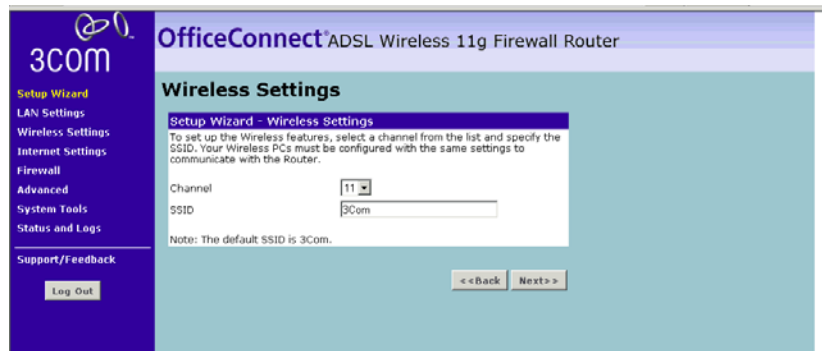 3COM
OfficeConnect® ADSL Wireless 11g Firewall Router
Setup Wizard
LAN Settings
Wireless Settings
Internet Settings
Firewall
Advanced
System Tools
Status and Logs
Support/Feedback
Log Out
Wireless Settings
Setup Wizard - Wireless Settings
To set up the Wireless features, select a channel from the list and specify the
SSID. Your Wireless PCs must be configured with the same settings to
communicate with the Router.
Channel 11
SSID 3Com
Note: The default SSID is 3Com.
<<Back Next>>